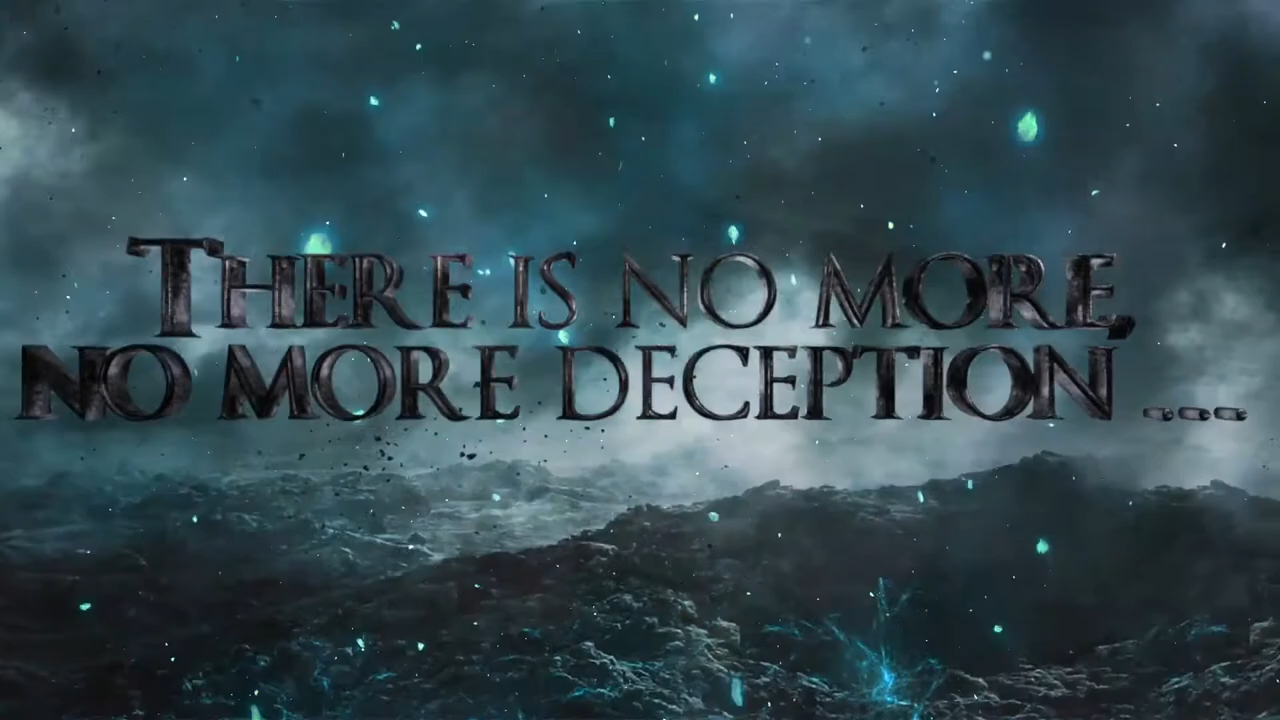 There is no more,
no more deception ....